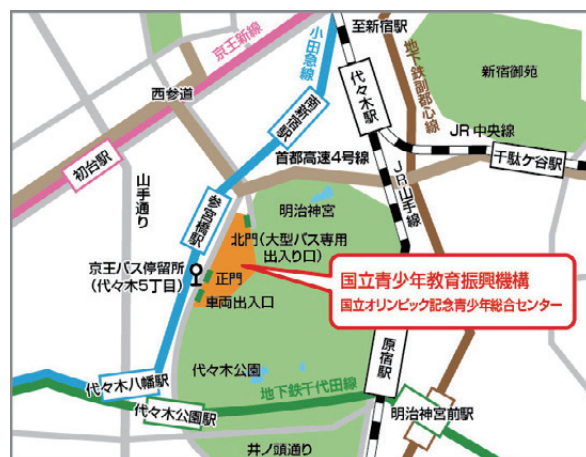 京王新線
小田急線
至新宿駅
地下鉄副都心線
新宿御苑
西参道
南新宿駅
代々木駅
JR中央線
初台駅
山手通り
首都高速4号線
千駄ケ谷駅
JR山手線
参宮橋駅
明治神宮
北門(大型バス専用
出入り口)
京王バス停留所
(代々木5丁目)
正門
車両出入口
国立青少年教育振興機構
国立オリンピック記念青少年総合センター
代々木公園
原宿駅
代々木八幡駅
代々木公園駅
地下鉄千代田線
明治神宮前駅
井ノ頭通り